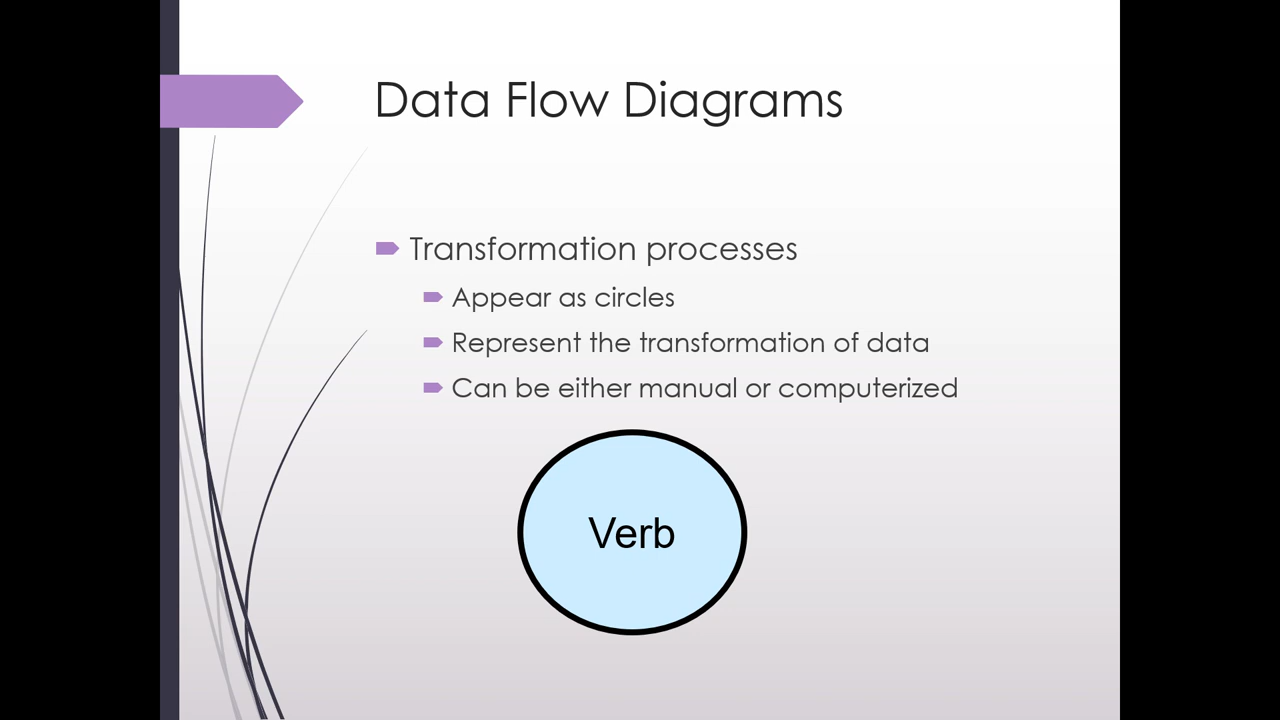 Data Flow Diagrams
Transformation processes
Appear as circles
Represent the transformation of data
Can be either manual or computerized
Verb